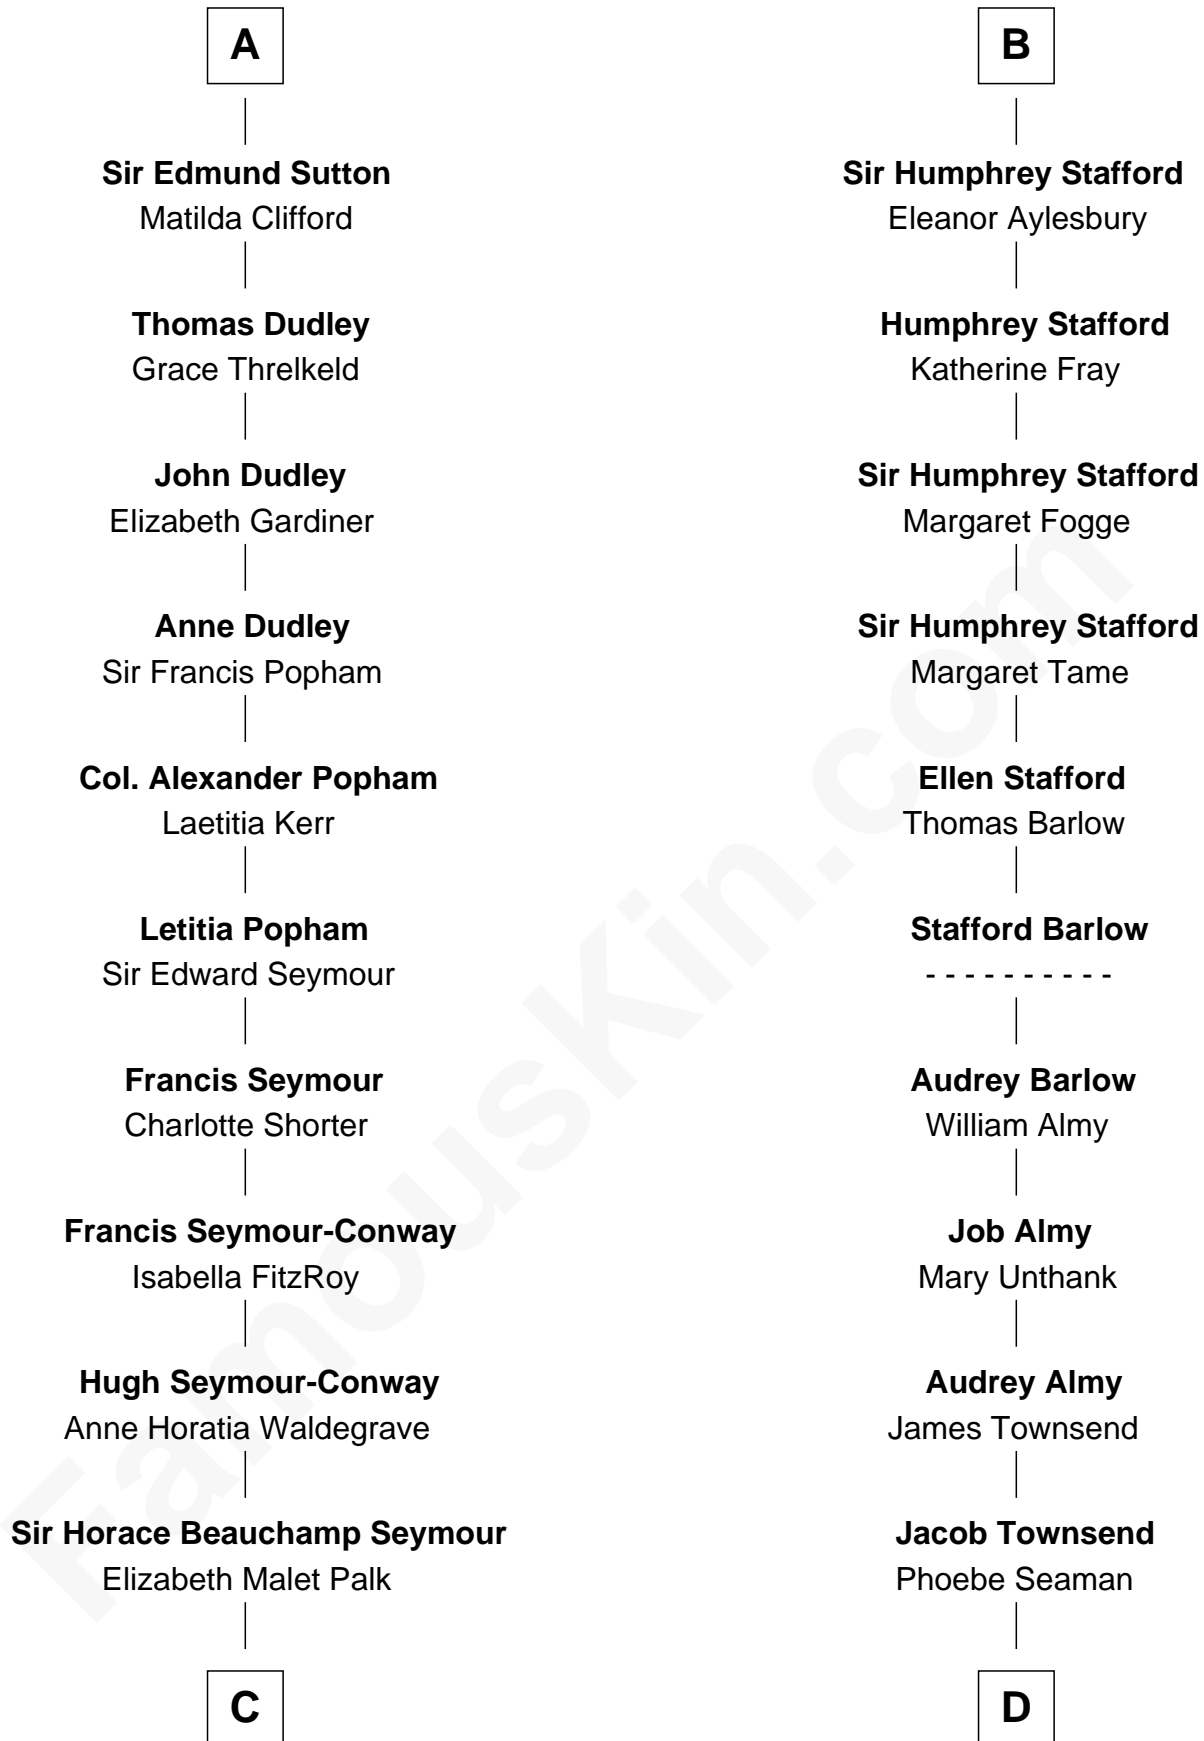 A
Sir Edmund Sutton
Matilda Clifford
Thomas Dudley
Grace Threlkeld
John Dudley
Elizabeth Gardiner
Anne Dudley
Sir Francis Popham
Col. Alexander Popham
Laetitia Kerr
Letitia Popham
Sir Edward Seymour
Francis Seymour
Charlotte Shorter
Francis Seymour-Conway
Isabella FitzRoy
Hugh Seymour-Conway
Anne Horatia Waldegrave
Sir Horace Beauchamp Seymour
Elizabeth Malet Palk
C
B
Sir Humphrey Stafford
Eleanor Aylesbury
Humphrey Stafford
Katherine Fray
Sir Humphrey Stafford
Margaret Fogge
Sir Humphrey Stafford
Margaret Tame
Ellen Stafford
Thomas Barlow
Stafford Barlow
- - - - - - - - - -
Audrey Barlow
William Almy
Job Almy
Mary Unthank
Audrey Almy
James Townsend
Jacob Townsend
Phoebe Seaman
D
FamousKin.com